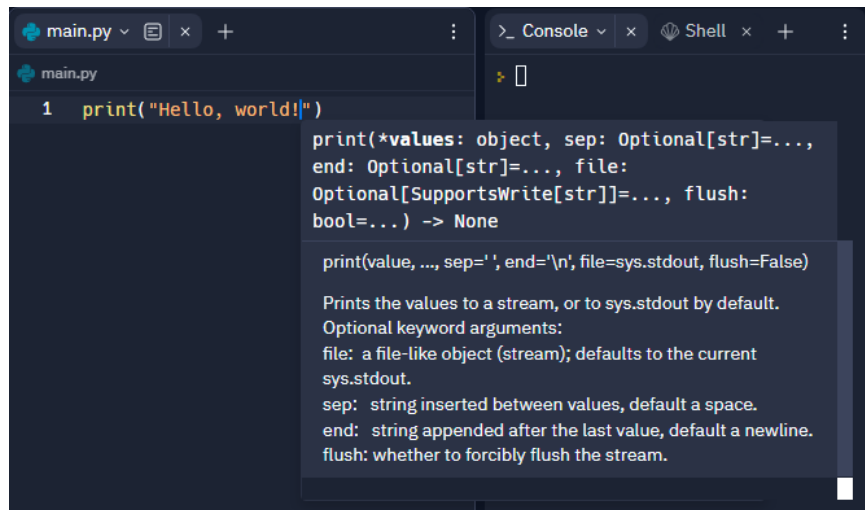 main.py
main.py
1 print("Hello, world!")
print(*values: object, sep: Optional[str]=...,
end: Optional[str]=..., file:
Optional[SupportsWrite[str]]=..., flush:
bool=...) -> None
print(value, ..., sep=' ', end='\n', file=sys.stdout, flush=False)
Prints the values to a stream, or to sys.stdout by default.
Optional keyword arguments:
file: a file-like object (stream); defaults to the current
sys.stdout.
sep: string inserted between values, default a space.
end: string appended after the last value, default a newline.
flush: whether to forcibly flush the stream.
Console
Shell